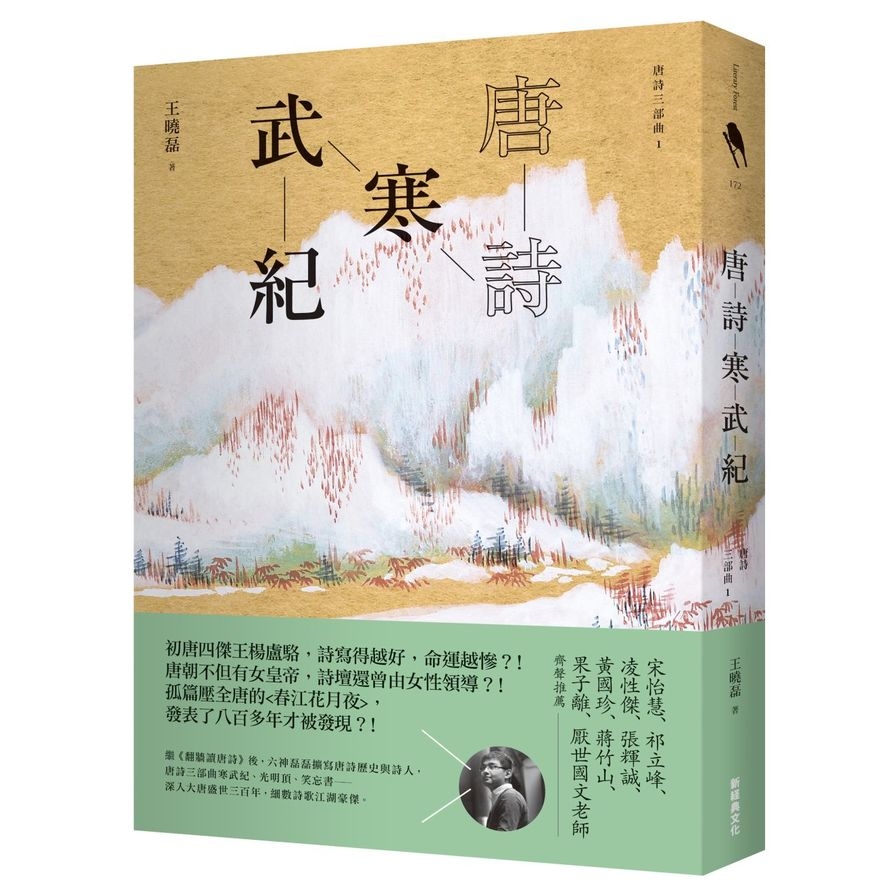 唐詩三部曲 1
唐詩
寒
武紀
王曉磊 著
初唐四傑王楊盧駱，詩寫得越好，命運越慘？！
唐朝不但有女皇帝，詩壇還曾由女性領導？！
孤篇壓全唐的<春江花月夜>，
發表了八百多年才被發現？！
繼《翻牆讀唐詩》後，六神磊磊擴寫唐詩歷史與詩人，
唐詩三部曲寒武紀、光明頂、笑忘書──
深入大唐盛世三百年，細數詩歌江湖豪傑。
宋怡慧、祁立峰、
凌性傑、張輝誠、
黃國珍、蔣竹山、
果子離、厭世國文老師
齊聲推薦
Literary Forest
172
唐詩寒武紀
唐詩
三部曲 1
王曉磊 著
新經典文化